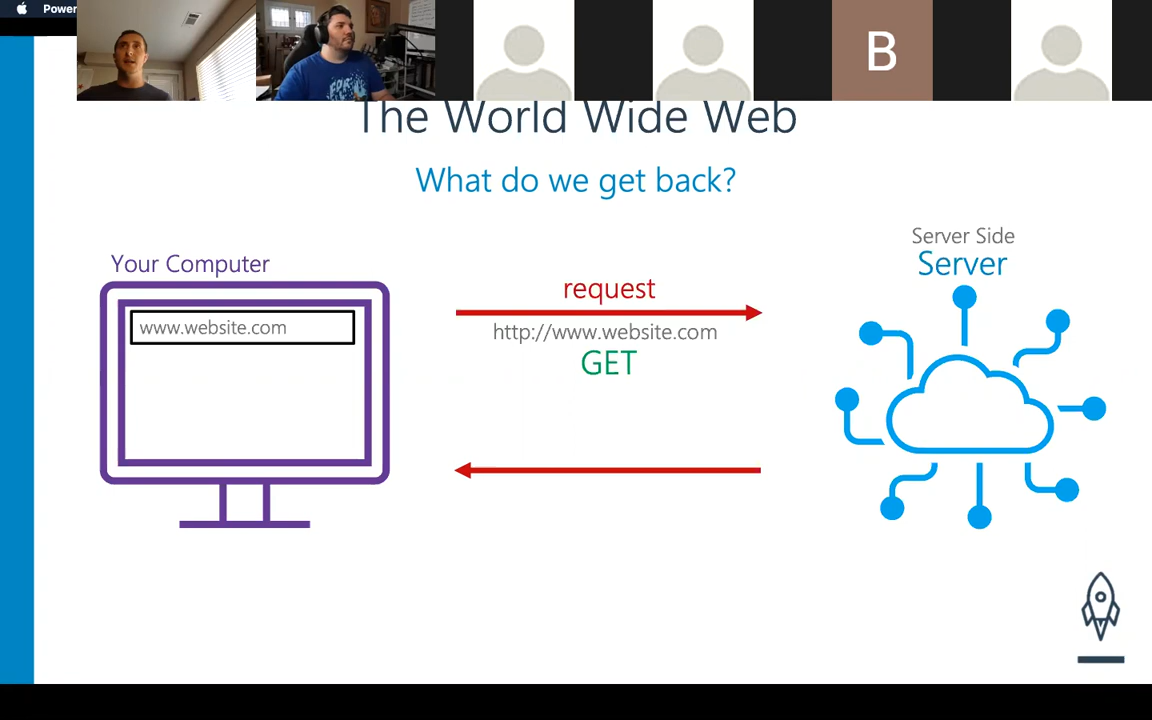 Power
B
The World Wide Web
What do we get back?
Server Side
Server
Your Computer
www.website.com
request
http://www.website.com
GET